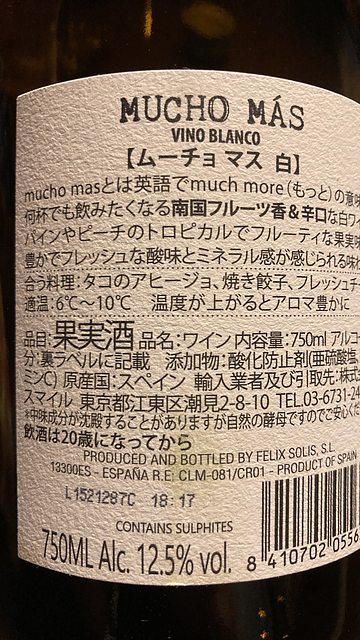 MUCHO MÁS
VINO BLANCO
【ムーチョ マス 白】
mucho masとは英語でmuch more(もっと)の意味
何杯でも飲みたくなる南国フルーツ香&辛口な白ワ
パインやピーチのトロピカルでフルーティな果実味
豊かでフレッシュな酸味とミネラル感が感じられる味わ
合う料理:タコのアヒージョ、焼き餃子、フレッシュチ
適温:6℃〜10℃ 温度が上がるとアロマ豊かに
品目:果実酒 品名:ワイン 内容量:750ml アルコー
分:裏ラベルに記載 添加物:酸化防止剤(亜硫酸塩、
ミンC) 原産国:スペイン 輸入業者及び引取先:株式会
スマイル 東京都江東区潮見2-8-10 TEL.03-6731-24
※中味成分が沈殿することがありますが自然の酵母ですのでご安心くだ
飲酒は20歳になってから
PRODUCED AND BOTTLED BY FELIX SOLIS, S.L.
13300ES - ESPAÑA R.E. CLM-081/CR01 - PRODUCT OF SPAIN
L1521287C 18:17
CONTAINS SULPHITES
750ML Alc. 12.5% vol.
8 410702 0556